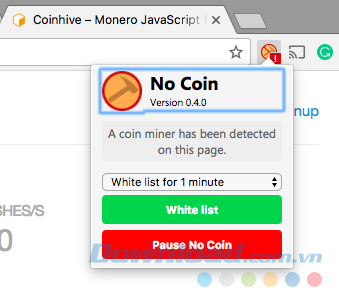 Coinhive – Monero JavaScript
No Coin
Version 0.4.0
nup
A coin miner has been detected
on this page.
White list for 1 minute
SHES/S
White list
0
Pause No Coin
Download.com.vn